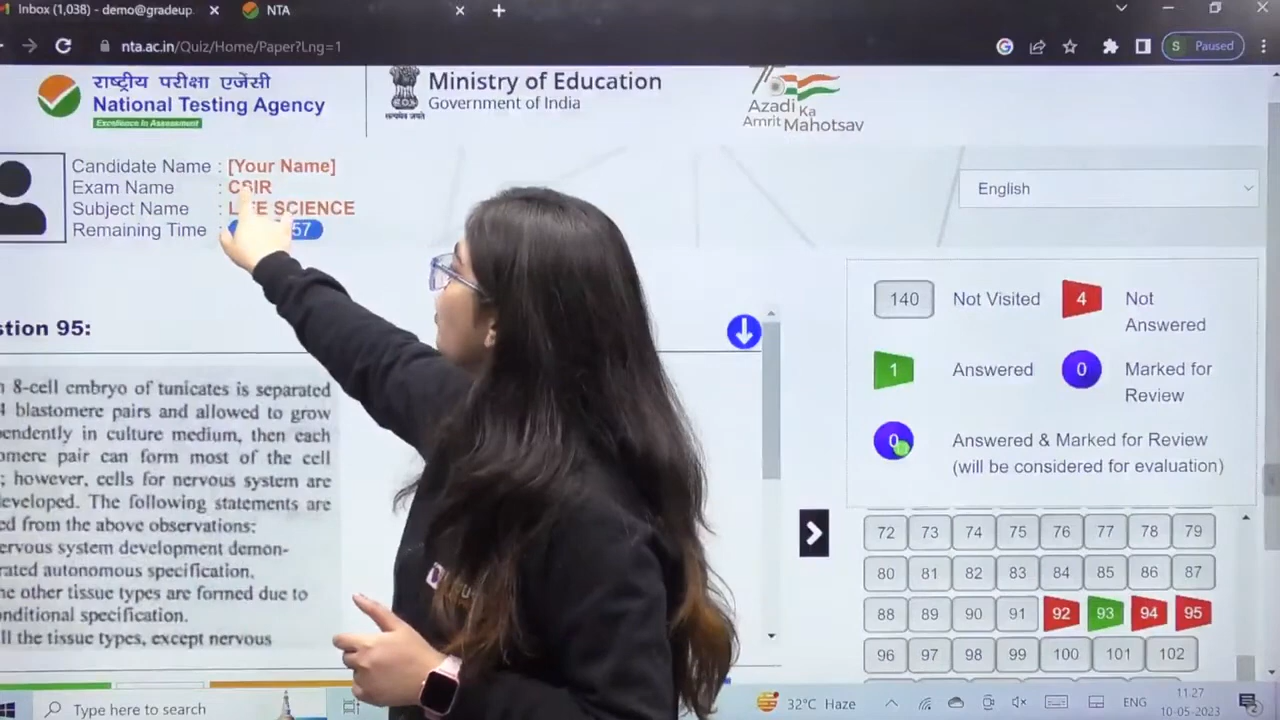 Inbox (1,038) - demo@gradeup.
NTA
nta.ac.in/Quiz/Home/Paper?Lng=1
S Paused
राष्ट्रीय परीक्षा एजेंसी
National Testing Agency
Excellence in Assessment
सत्यमेव जयते
Ministry of Education
Government of India
75
Azadi Ka
Amrit Mahotsav
Candidate Name : [Your Name]
Exam Name : CSIR
Subject Name : LIFE SCIENCE
Remaining Time : 57
English
stion 95:
8-cell embryo of tunicates is separated
4 blastomere pairs and allowed to grow
pendently in culture medium, then each
omere pair can form most of the cell
; however, cells for nervous system are
eveloped. The following statements are
ed from the above observations:
ervous system development demon-
rated autonomous specification.
he other tissue types are formed due to
onditional specification.
ll the tissue types, except nervous
140 Not Visited
4 Not Answered
1 Answered
0 Marked for Review
0 Answered & Marked for Review
(will be considered for evaluation)
72 73 74 75 76 77 78 79
80 81 82 83 84 85 86 87
88 89 90 91 92 93 94 95
96 97 98 99 100 101 102
Type here to search
32°C Haze
ENG
11:27
10-05-2023
2